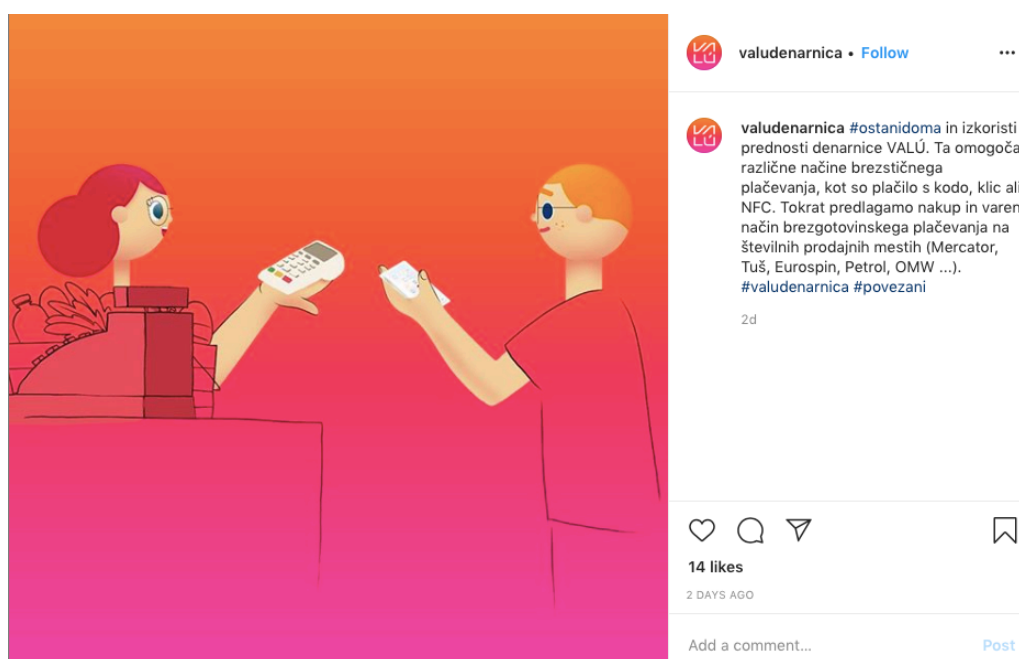 VALÚ
valudenarnica • Follow
VALÚ
valudenarnica #ostanidoma in izkoristi
prednosti denarnice VALÚ. Ta omogoča
različne načine brezstičnega
plačevanja, kot so plačilo s kodo, klic ali
NFC. Tokrat predlagamo nakup in varen
način brezgotovinskega plačevanja na
številnih prodajnih mestih (Mercator,
Tuš, Eurospin, Petrol, OMW ...).
#valudenarnica #povezani
2d
14 likes
2 DAYS AGO
Add a comment...
Post